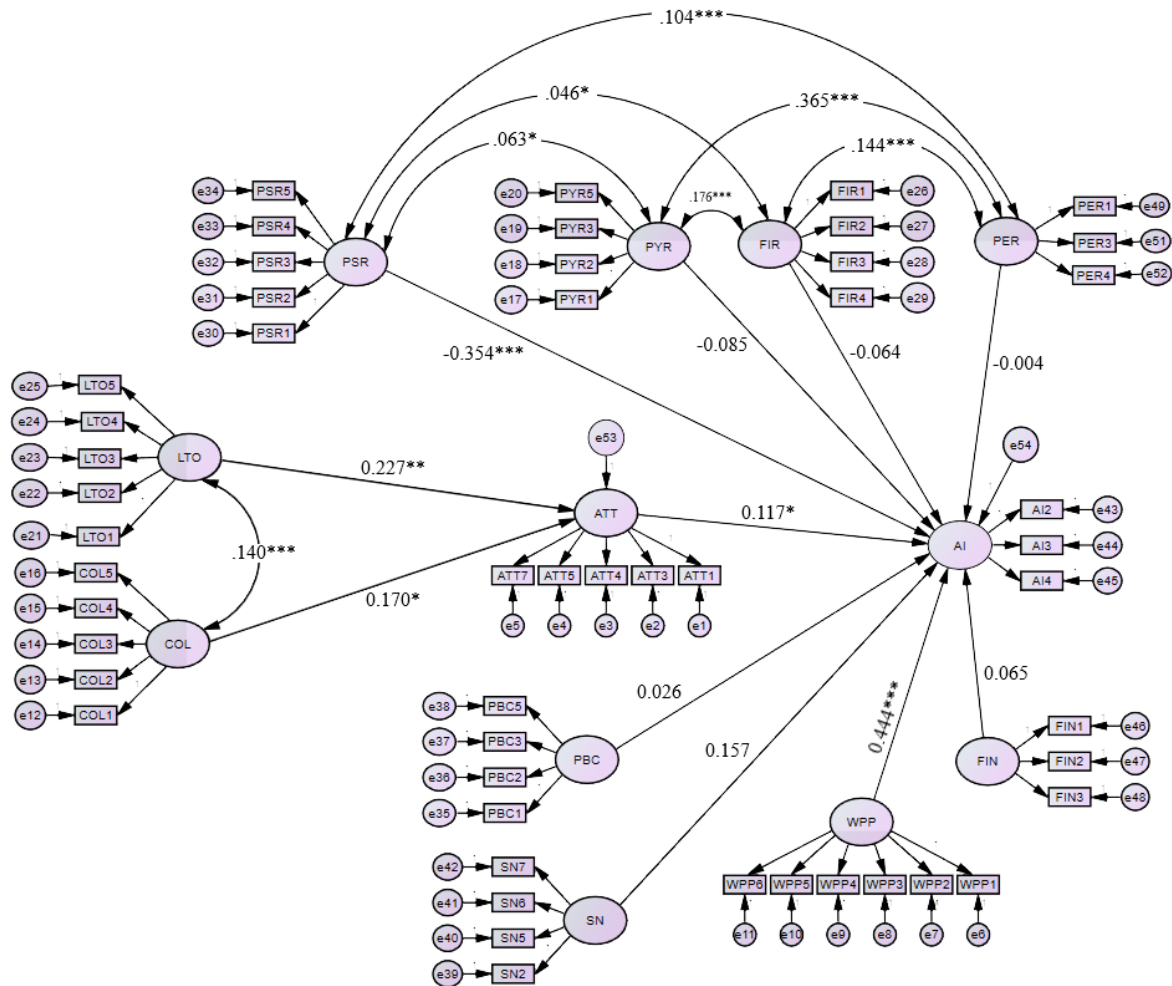 .104***
.046*
.365***
.063*
.144***
.176***
e34 PSR5
e33 PSR4
e32 PSR3
e31 PSR2
e30 PSR1
PSR
e20 PYR5
e19 PYR3
e18 PYR2
e17 PYR1
PYR
FIR
FIR1 e26
FIR2 e27
FIR3 e28
FIR4 e29
PER
PER1 e49
PER3 e51
PER4 e52
-0.354***
-0.085
-0.064
-0.004
e25 LTO5
e24 LTO4
e23 LTO3
e22 LTO2
e21 LTO1
LTO
0.227**
.140***
e16 COL5
e15 COL4
e14 COL3
e13 COL2
e12 COL1
COL
0.170*
e53
ATT
0.117*
ATT7 ATT5 ATT4 ATT3 ATT1
e5 e4 e3 e2 e1
e54
AI
AI2 e43
AI3 e44
AI4 e45
0.026
0.157
0.444***
0.065
e38 PBC5
e37 PBC3
e36 PBC2
e35 PBC1
PBC
FIN
FIN1 e46
FIN2 e47
FIN3 e48
e42 SN7
e41 SN6
e40 SN5
e39 SN2
SN
WPP
WPP6 WPP5 WPP4 WPP3 WPP2 WPP1
e11 e10 e9 e8 e7 e6